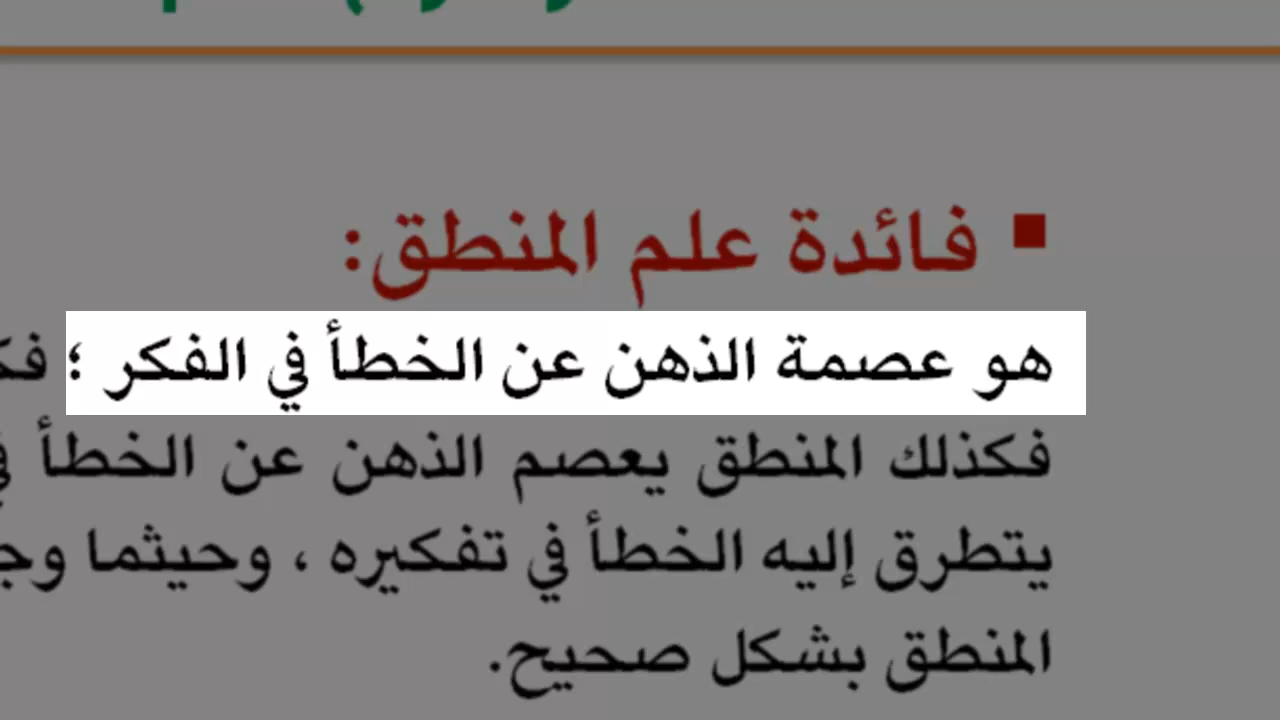 فائدة علم المنطق:
هو عصمة الذهن عن الخطأ في الفكر ؛
فكذلك المنطق يعصم الذهن عن الخطأ
يتطرق إليه الخطأ في تفكيره ، وحيثما
المنطق بشكل صحيح.